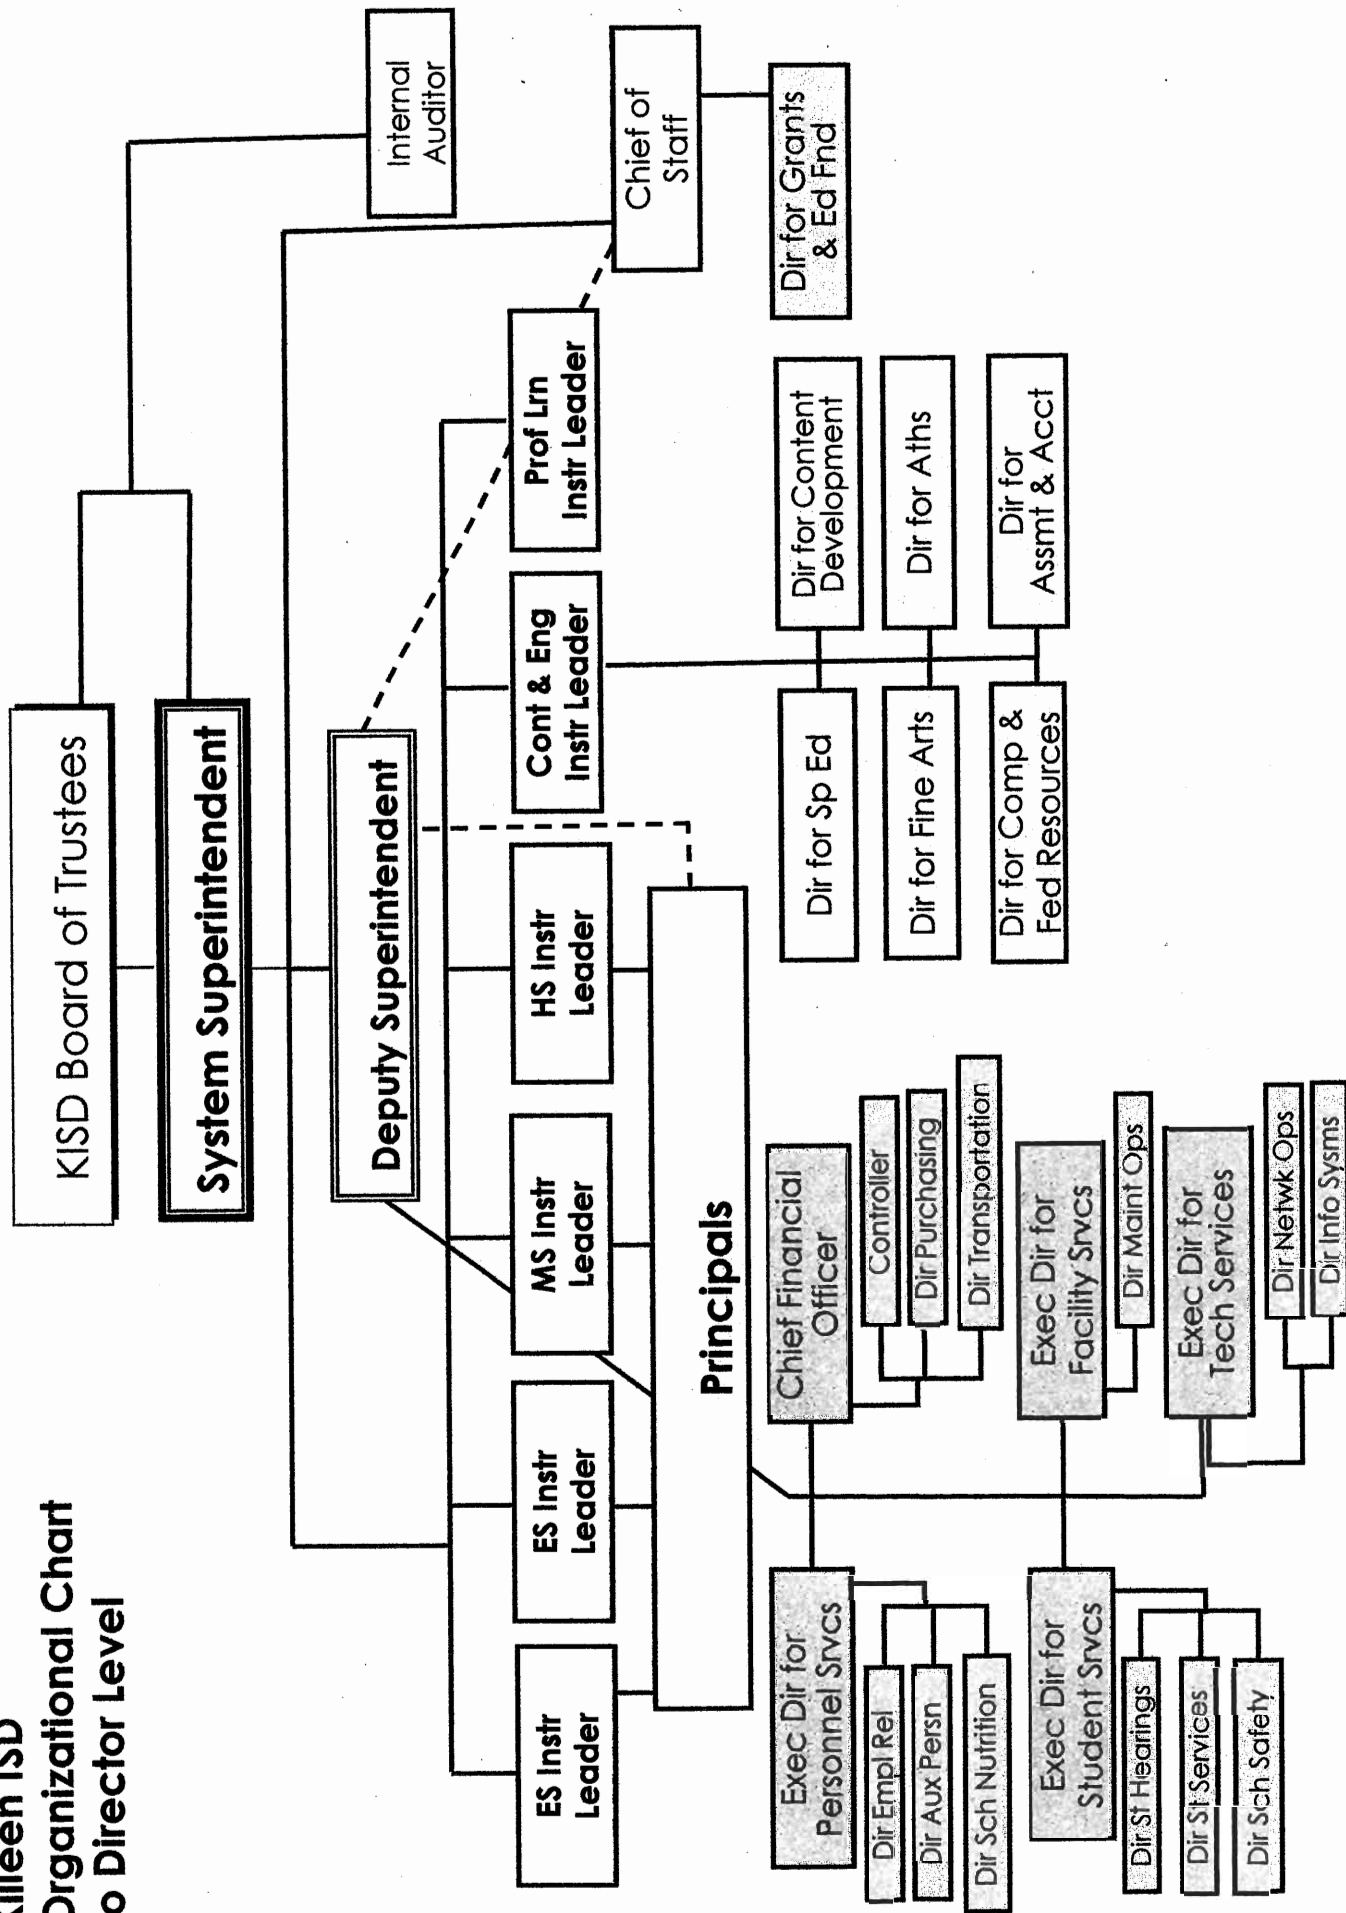 Killeen ISD
Organizational Chart
to Director Level
KISD Board of Trustees
System Superintendent
Internal
Auditor
Deputy Superintendent
Chief of
Staff
Dir for Grants
& Ed Fnd
ES Instr
Leader
ES Instr
Leader
MS Instr
Leader
HS Instr
Leader
Cont & Eng
Instr Leader
Prof Lrn
Instr Leader
Principals
Dir for Sp Ed
Dir for Content
Development
Dir for Fine Arts
Dir for Aths
Dir for Comp &
Fed Resources
Dir for
Assmt & Acct
Exec Dir for
Personnel Srvcs
Dir Empl Rel
Dir Aux Persn
Dir Sch Nutrition
Chief Financial
Officer
Controller
Dir Purchasing
Dir Transportation
Exec Dir for
Student Srvcs
Dir St Hearings
Dir St Services
Dir Sch Safety
Exec Dir for
Facility Srvcs
Dir Maint Ops
Exec Dir for
Tech Services
Dir Netwk Ops
Dir Info Sysms